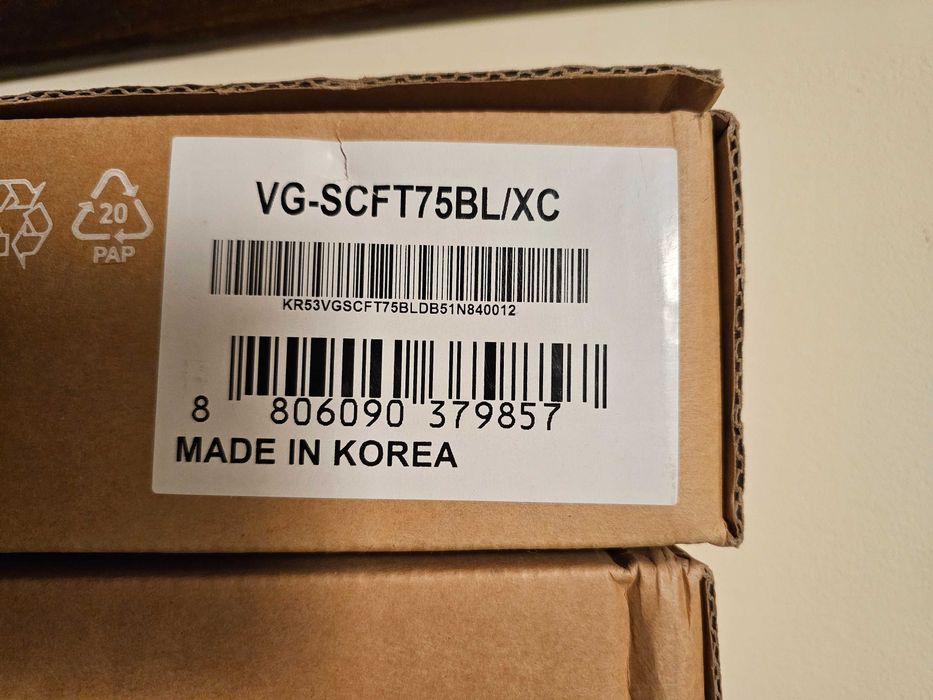 VG-SCFT75BL/XC
KR53VGSCFT75BLDB51N840012
8 806090 379857
MADE IN KOREA
20
PAP